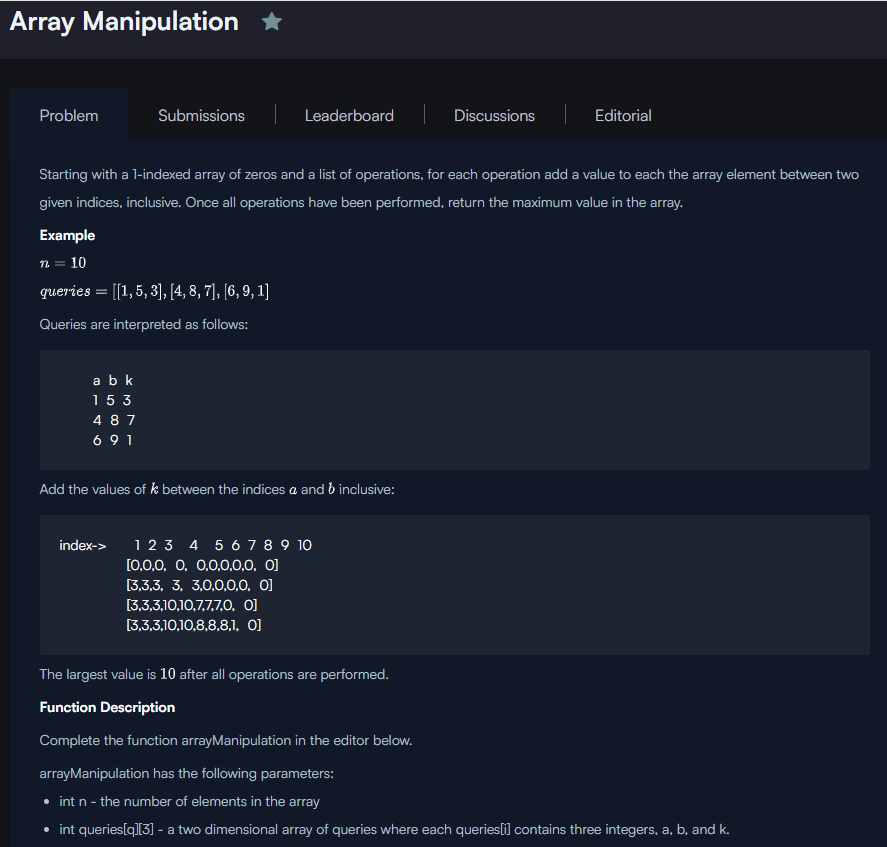 Array Manipulation
Problem
Submissions
Leaderboard
Discussions
Editorial
Starting with a 1-indexed array of zeros and a list of operations, for each operation add a value to each the array element between two
given indices, inclusive. Once all operations have been performed, return the maximum value in the array.
Example
n = 10
queries = [[1, 5, 3], [4, 8, 7], [6, 9, 1]
Queries are interpreted as follows:
a b k
1 5 3
4 8 7
6 9 1
Add the values of k between the indices a and b inclusive:
index-> 1 2 3 4 5 6 7 8 9 10
[0,0,0, 0, 0,0,0,0,0, 0]
[3,3,3, 3, 3,0,0,0,0, 0]
[3,3,3,10,10,7,7,7,0, 0]
[3,3,3,10,10,8,8,8,1, 0]
The largest value is 10 after all operations are performed.
Function Description
Complete the function arrayManipulation in the editor below.
arrayManipulation has the following parameters:
• int n - the number of elements in the array
• int queries[q][3] - a two dimensional array of queries where each queries[i] contains three integers, a, b, and k.